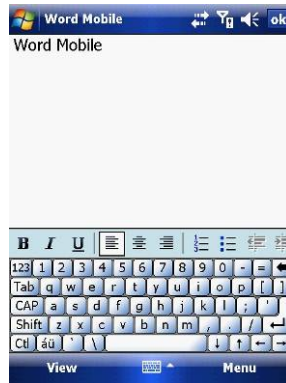 Word Mobile ok
Word Mobile
B I U
123 1 2 3 4 5 6 7 8 9 0 - =
Tab q w e r t y u i o p [ ]
CAP a s d f g h j k l ; '
Shift z x c v b n m , . /
Ctl áü ` \
View Menu